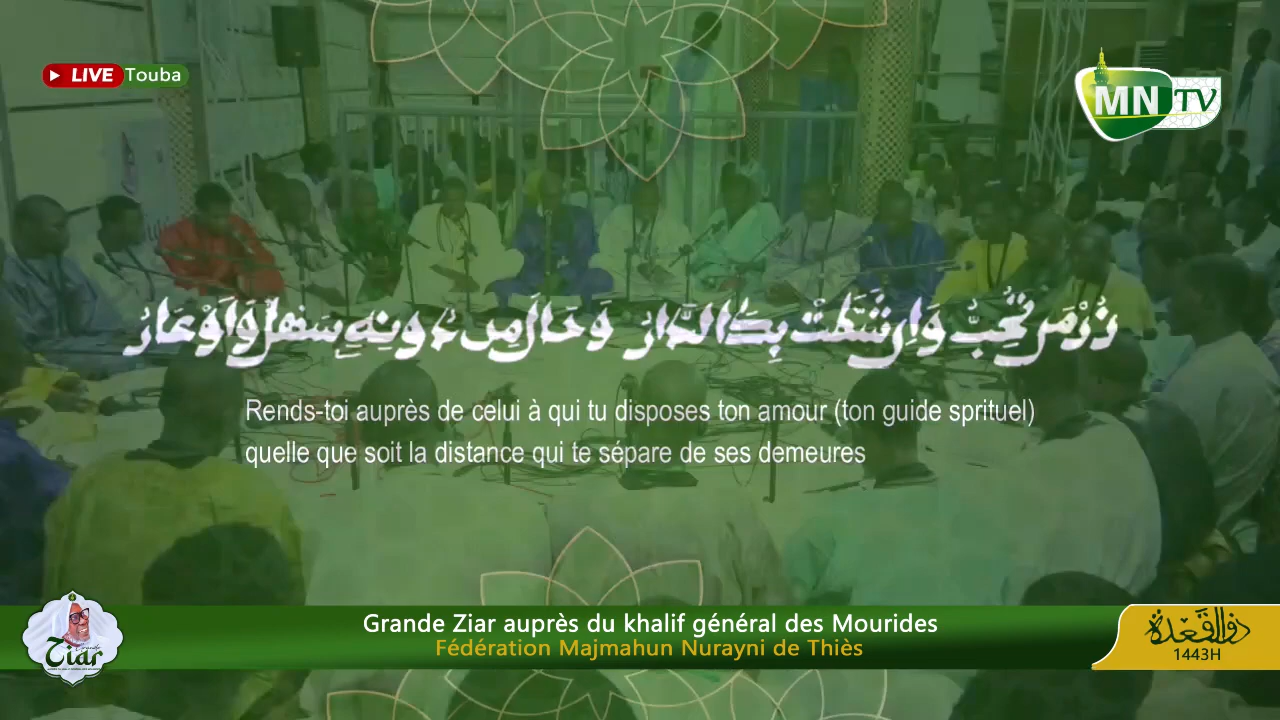 LIVE Touba
MN TV
زُرْمَن تُحِبُّ وَإِن شَطَّتْ بِكَ الدَّارُ وَحَالَ مِن دُونِهِ سَهْلٌ وَأَوْعَارُ
Rends-toi auprès de celui à qui tu disposes ton amour (ton guide sprituel)
quelle que soit la distance qui te sépare de ses demeures
Grande Ziar auprès du khalif général des Mourides
Fédération Majmahun Nurayni de Thiès
Grande
Ziar
ذو القعدة
1443H